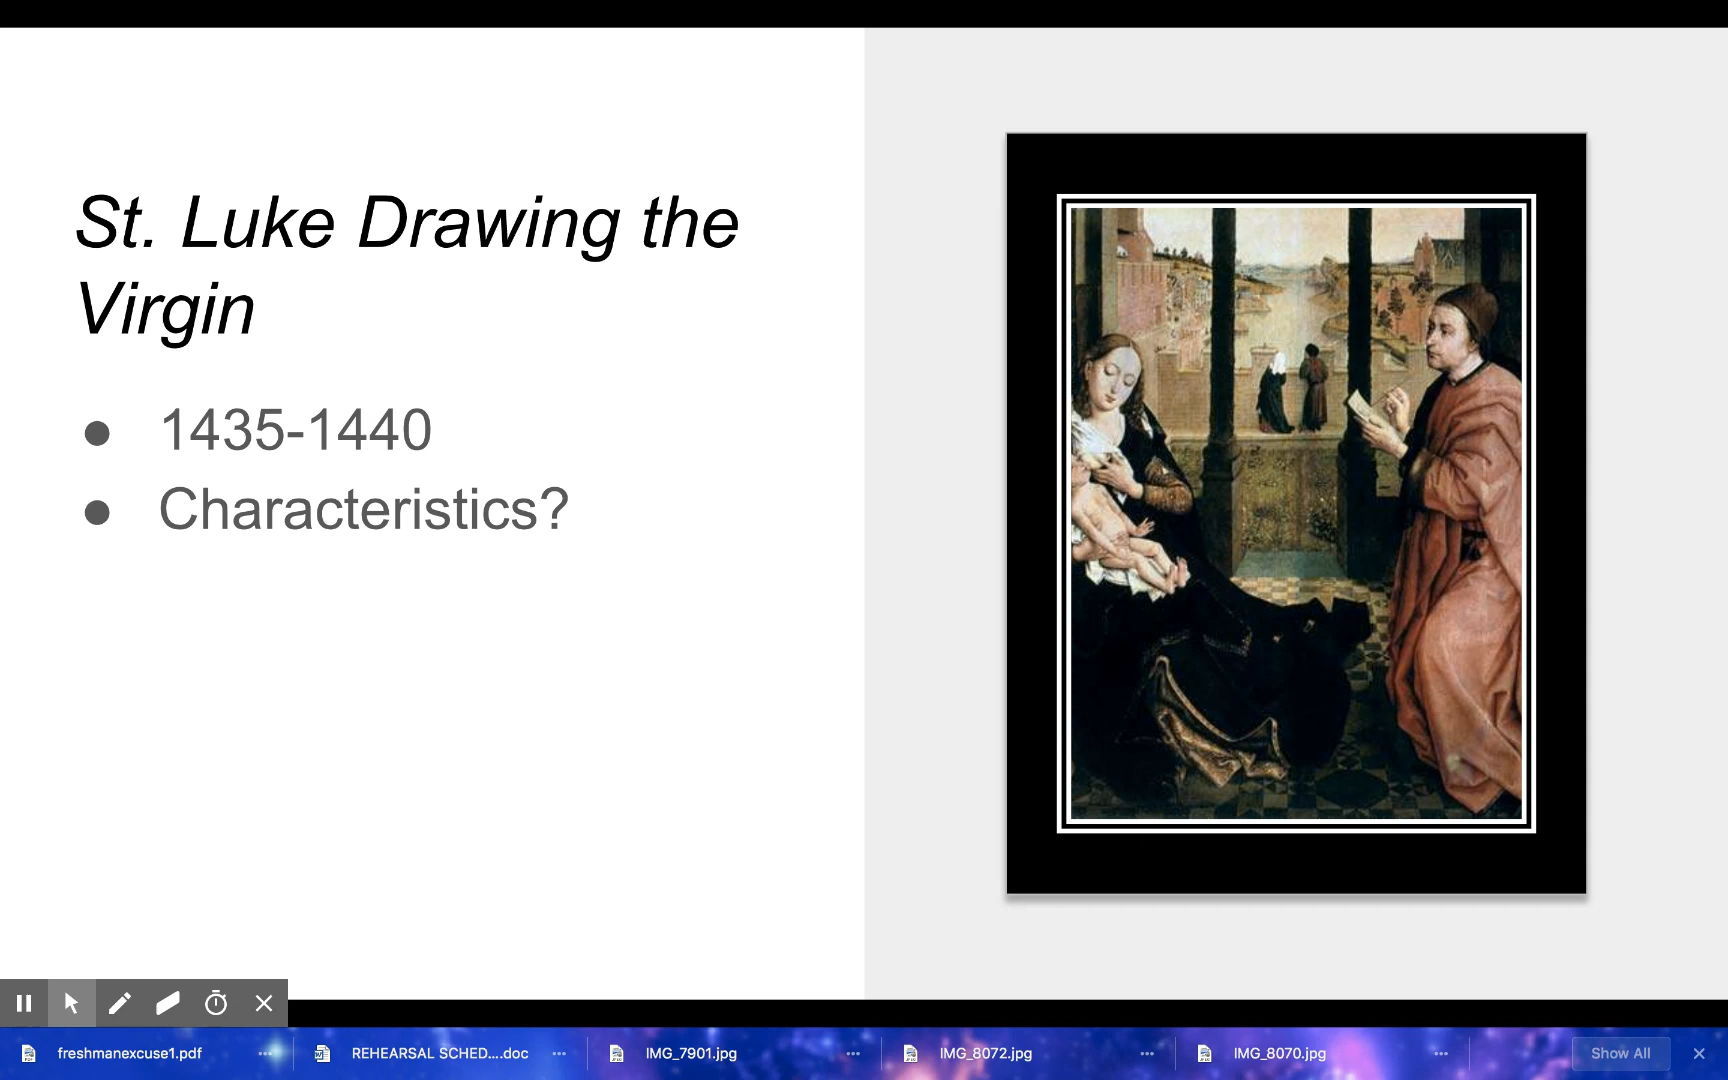 St. Luke Drawing the
Virgin
● 1435-1440
● Characteristics?
freshmanexcuse1.pdf
REHEARSAL SCHED....doc
IMG_7901.jpg
IMG_8072.jpg
IMG_8070.jpg
Show All